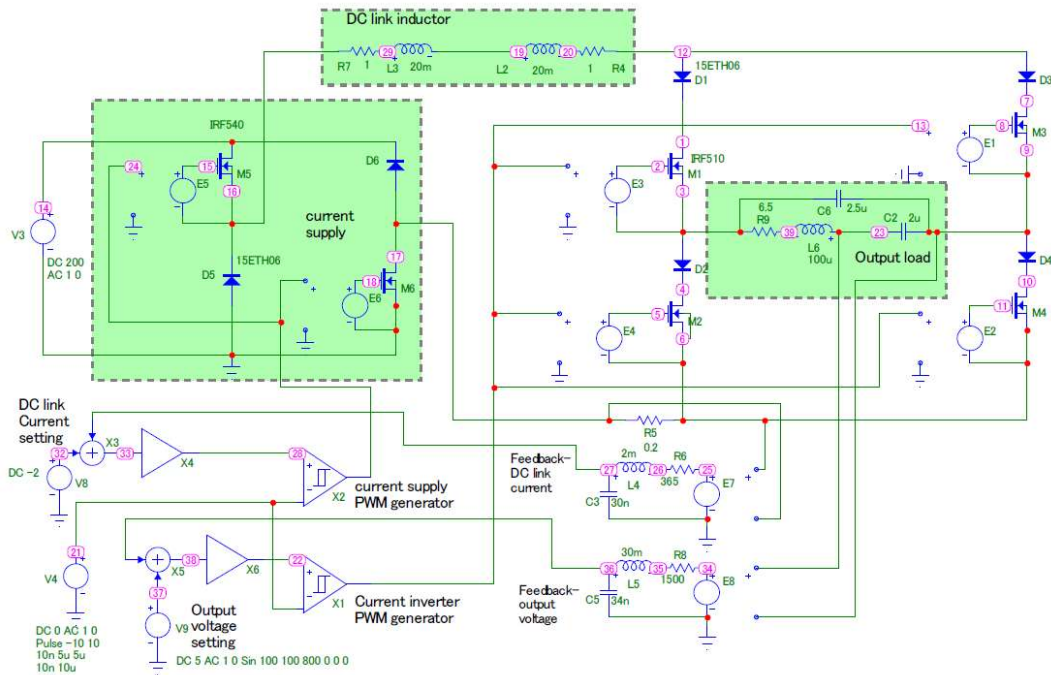 DC link inductor
29
19
20
12
R7
1
L3
20m
L2
20m
1
R4
15ETH06
D1
D3
7
IRF540
13
8
M3
24
15
D6
1
E1
9
M5
2
IRF510
E5
16
E3
M1
3
14
current
supply
6.5
C6
2.5u
V3
R9
39
23
C2
2u
17
L6
DC 200
AC 1 0
15ETH06
100u
Output load
D5
D2
D4
18
M6
4
10
E6
5
11
E4
M2
E2
M4
6
DC link
Current
setting
R5
0.2
X3
32
33
28
Feedback-
DC link
current
2m
R6
27
26
25
X4
L4
365
DC -2
V8
X2
E7
current supply
PWM generator
C3
30n
21
30m
R8
38
22
36
35
34
V4
X5
X6
L5
1500
37
E8
X1
Feedback-
output
voltage
C5
34n
Output
voltage
setting
Current inverter
PWM generator
V9
DC 0 AC 1 0
Pulse -10 10
10n 5u 5u
10n 10u
DC 5 AC 1 0 Sin 100 100 800 0 0 0